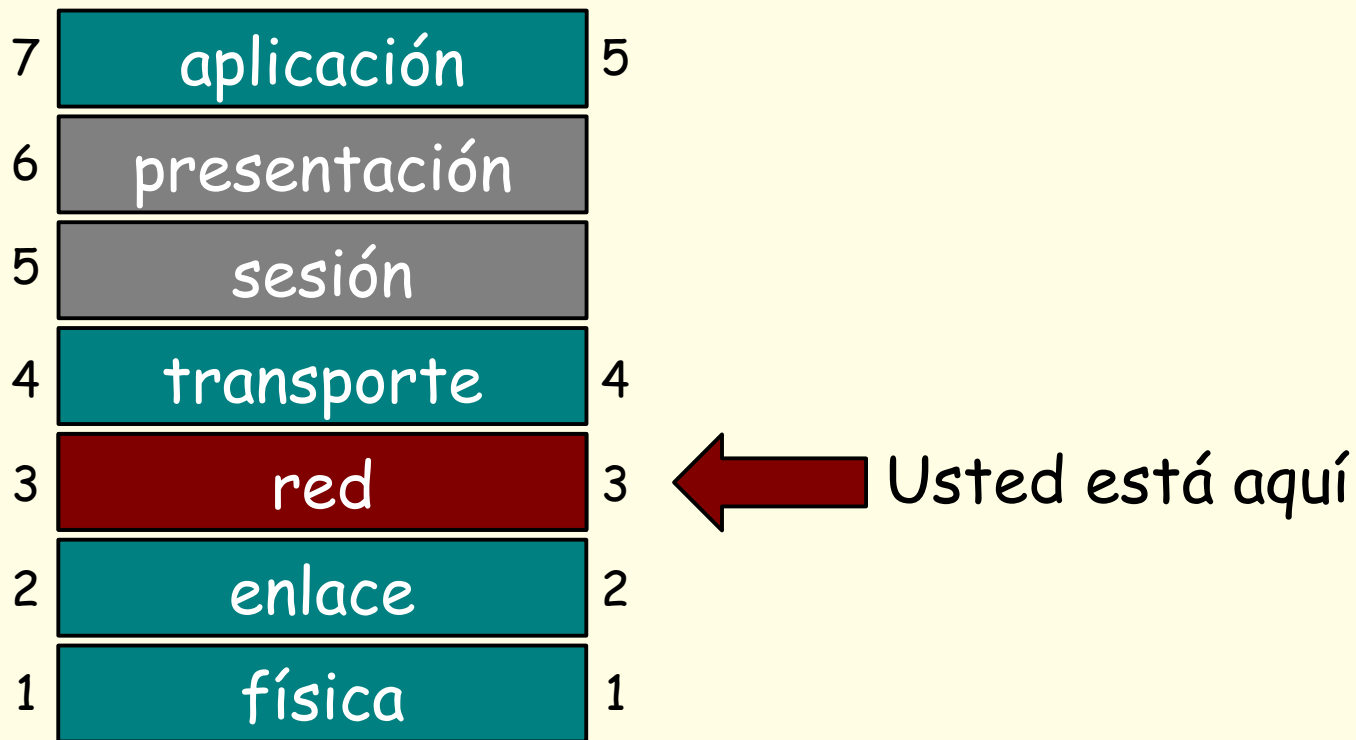 7 aplicación 5
6 presentación
5 sesión
4 transporte 4
3 red 3 Usted está aquí
2 enlace 2
1 física 1